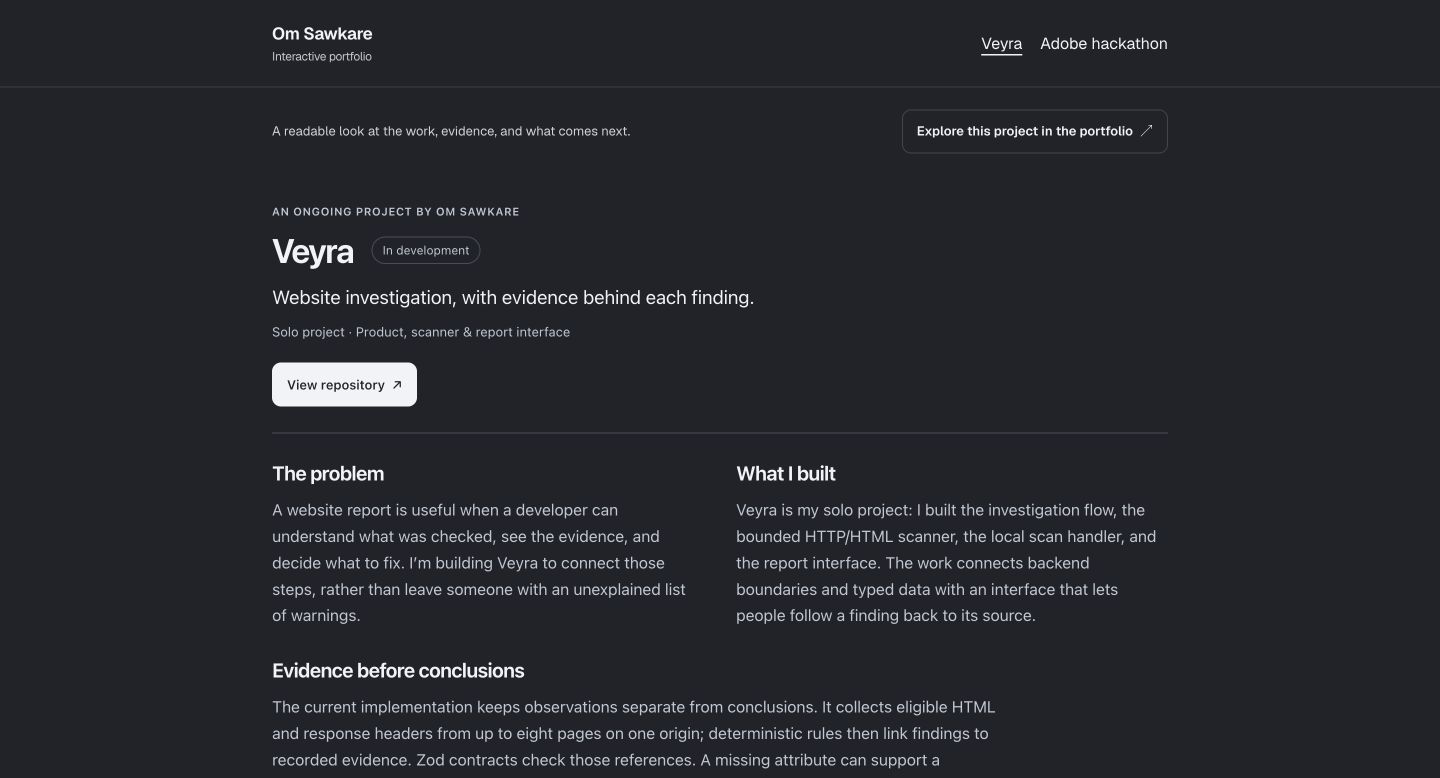 Om Sawkare
Interactive portfolio
Veyra
Adobe hackathon
A readable look at the work, evidence, and what comes next.
Explore this project in the portfolio ↗
AN ONGOING PROJECT BY OM SAWKARE
Veyra
In development
Website investigation, with evidence behind each finding.
Solo project · Product, scanner & report interface
View repository ↗
The problem
A website report is useful when a developer can
understand what was checked, see the evidence, and
decide what to fix. I’m building Veyra to connect those
steps, rather than leave someone with an unexplained list
of warnings.
What I built
Veyra is my solo project: I built the investigation flow, the
bounded HTTP/HTML scanner, the local scan handler, and
the report interface. The work connects backend
boundaries and typed data with an interface that lets
people follow a finding back to its source.
Evidence before conclusions
The current implementation keeps observations separate from conclusions. It collects eligible HTML
and response headers from up to eight pages on one origin; deterministic rules then link findings to
recorded evidence. Zod contracts check those references. A missing attribute can support a